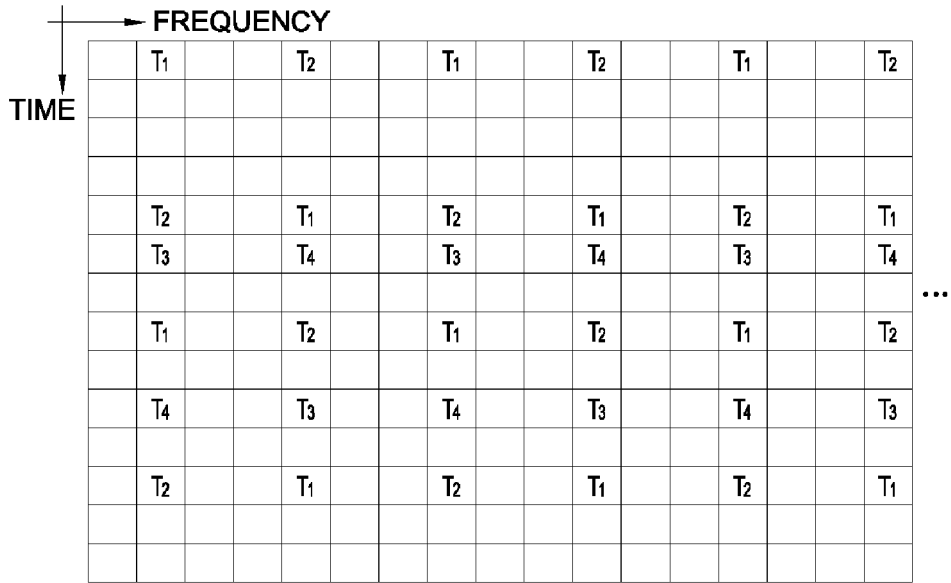 FREQUENCY
TIME
T1 T2 T1 T2 T1 T2
T2 T1 T2 T1 T2 T1
T3 T4 T3 T4 T3 T4
...
T1 T2 T1 T2 T1 T2
T4 T3 T4 T3 T4 T3
T2 T1 T2 T1 T2 T1